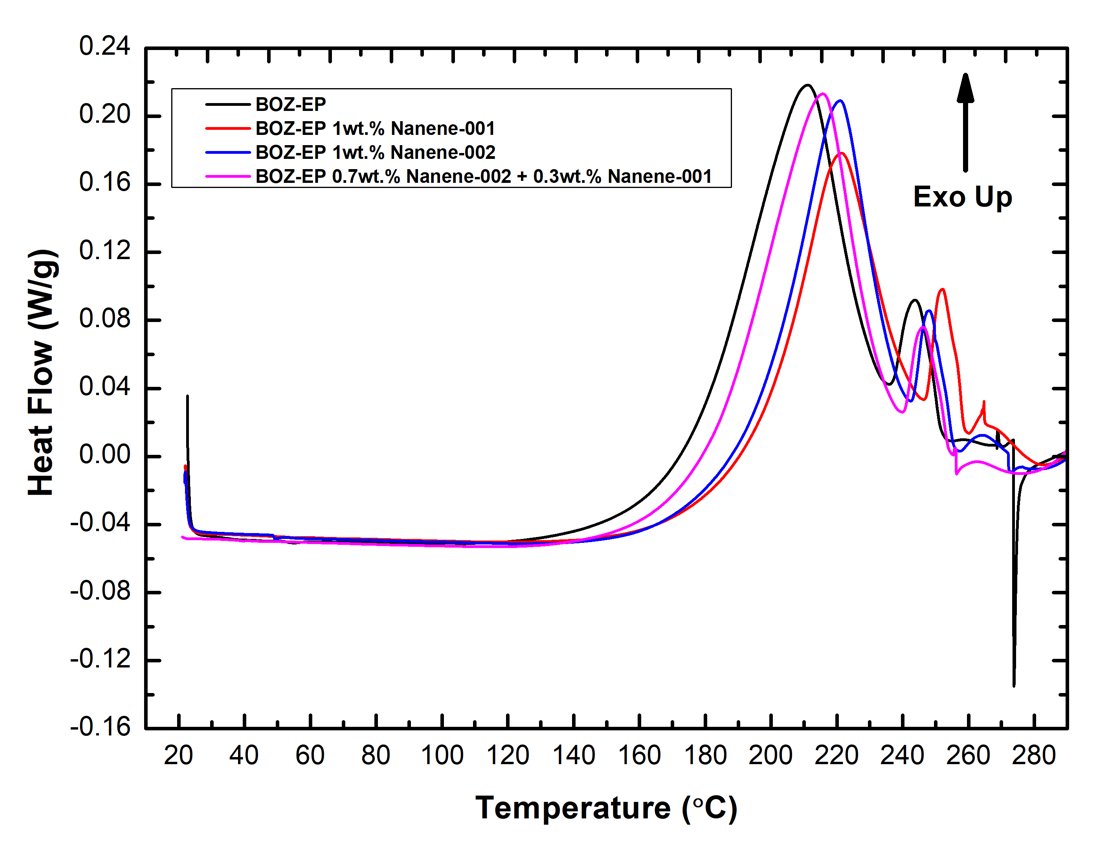 0.24
0.20
0.16
0.12
0.08
0.04
0.00
-0.04
-0.08
-0.12
-0.16
Heat Flow (W/g)
BOZ-EP
BOZ-EP 1wt.% Nanene-001
BOZ-EP 1wt.% Nanene-002
BOZ-EP 0.7wt.% Nanene-002 + 0.3wt.% Nanene-001
Exo Up
20 40 60 80 100 120 140 160 180 200 220 240 260 280
Temperature (°C)